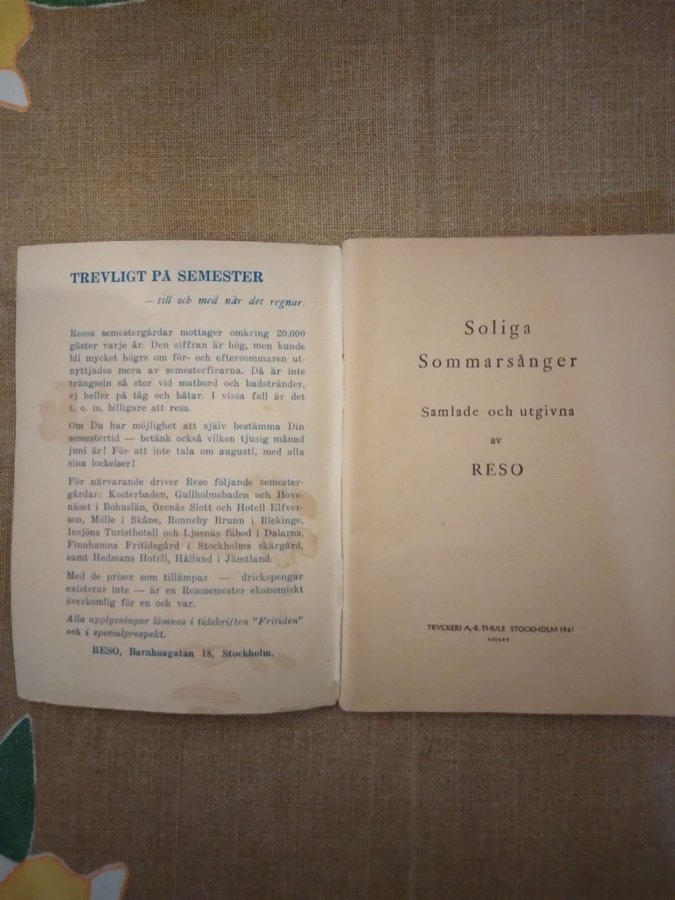 TREVLIGT PÅ SEMESTER
— till och med när det regnar.
Resos semestergårdar mottager omkring 20.000
gäster varje år. Den siffran är hög, men kunde
bli mycket högre om för- och eftersommaren ut-
nyttjades mera av semesterfirarna. Då är inte
trängseln så stor vid matbord och badstränder,
ej heller på tåg och båtar. I vissa fall är det
t. o. m. billigare att resa.
Om Du har möjlighet att själv bestämma Din
semestertid — betänk också vilken tjusig månad
juni är! För att inte tala om augusti, med alla
sina lockelser!
För närvarande driver Reso följande semester-
gårdar: Kosterbaden, Gullholmsbaden och Hove-
näset i Bohuslän, Örenäs Slott och Hotell Elfver-
son, Mölle i Skåne, Ronneby Brunn i Blekinge,
Insjöns Turisthotell och Ljusnäs fäbod i Dalarna,
Finnhamns Fritidsgård i Stockholms skärgård,
samt Hedmans Hotell, Hålland i Jämtland.
Med de priser som tillämpas — drickspengar
existerar inte — är en Resosemester ekonomiskt
överkomlig för en och var.
Alla upplysningar lämnas i tidskriften "Fritiden"
och i specialprospekt.
RESO, Barnhusgatan 18, Stockholm.
Soliga
Sommarsånger
Samlade och utgivna
av
RESO
TRYCKERI A.-B. THULE STOCKHOLM 1947